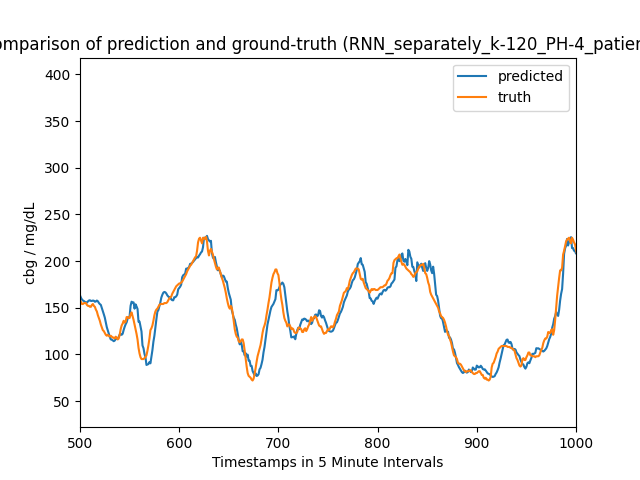 omparison of prediction and ground-truth (RNN_separately_k-120_PH-4_patien
predicted
truth
400
350
300
250
200
150
100
50
cbg / mg/dL
500 600 700 800 900 1000
Timestamps in 5 Minute Intervals